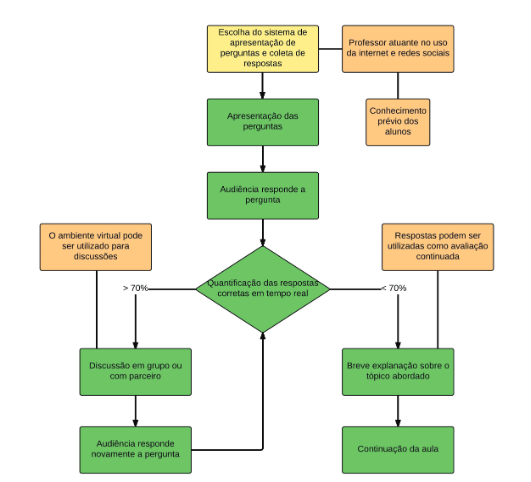 Escolha do sistema de
apresentação de
perguntas e coleta de
respostas
Professor atuante no uso
da internet e redes sociais
Apresentação das
perguntas
Conhecimento
prévio dos
alunos
Audiência responde a
pergunta
O ambiente virtual pode
ser utilizado para
discussões
Respostas podem ser
utilizadas como avaliação
continuada
Quantificação das respostas
corretas em tempo real
> 70%
< 70%
Discussão em grupo ou
com parceiro
Breve explanação sobre o
tópico abordado
Audiência responde
novamente a pergunta
Continuação da aula